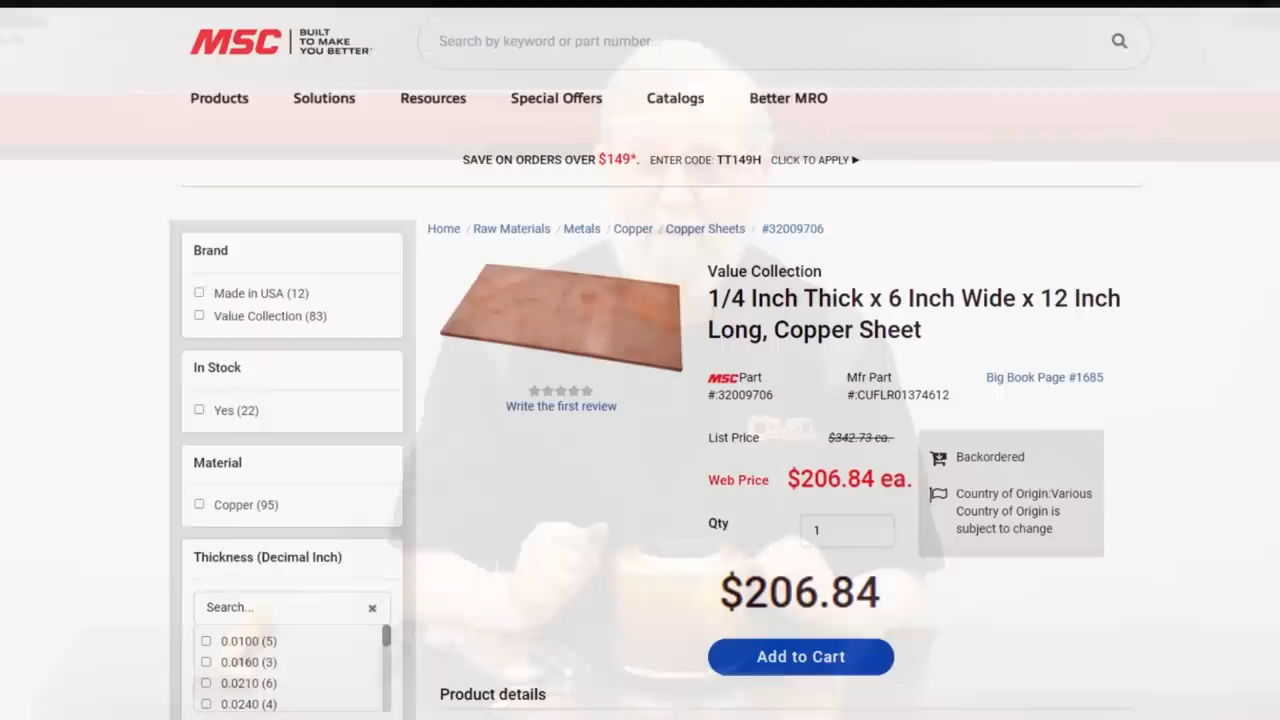 MSC
BUILT
TO MAKE
YOU BETTER
Search by keyword or part number...
Products
Solutions
Resources
Special Offers
Catalogs
Better MRO
SAVE ON ORDERS OVER $149*. ENTER CODE: TT149H CLICK TO APPLY ▶
Home / Raw Materials / Metals / Copper / Copper Sheets / #32009706
Brand
Made in USA (12)
Value Collection (83)
In Stock
Yes (22)
Material
Copper (95)
Thickness (Decimal Inch)
Search...
0.0100 (5)
0.0160 (3)
0.0210 (6)
0.0240 (4)
Write the first review
Value Collection
1/4 Inch Thick x 6 Inch Wide x 12 Inch
Long, Copper Sheet
MSC Part
#:32009706
Mfr Part
#:CUFLR01374612
Big Book Page #1685
List Price $342.73 ea.
Web Price $206.84 ea.
Qty 1
Backordered
Country of Origin:Various
Country of Origin is
subject to change
$206.84
Add to Cart
Product details